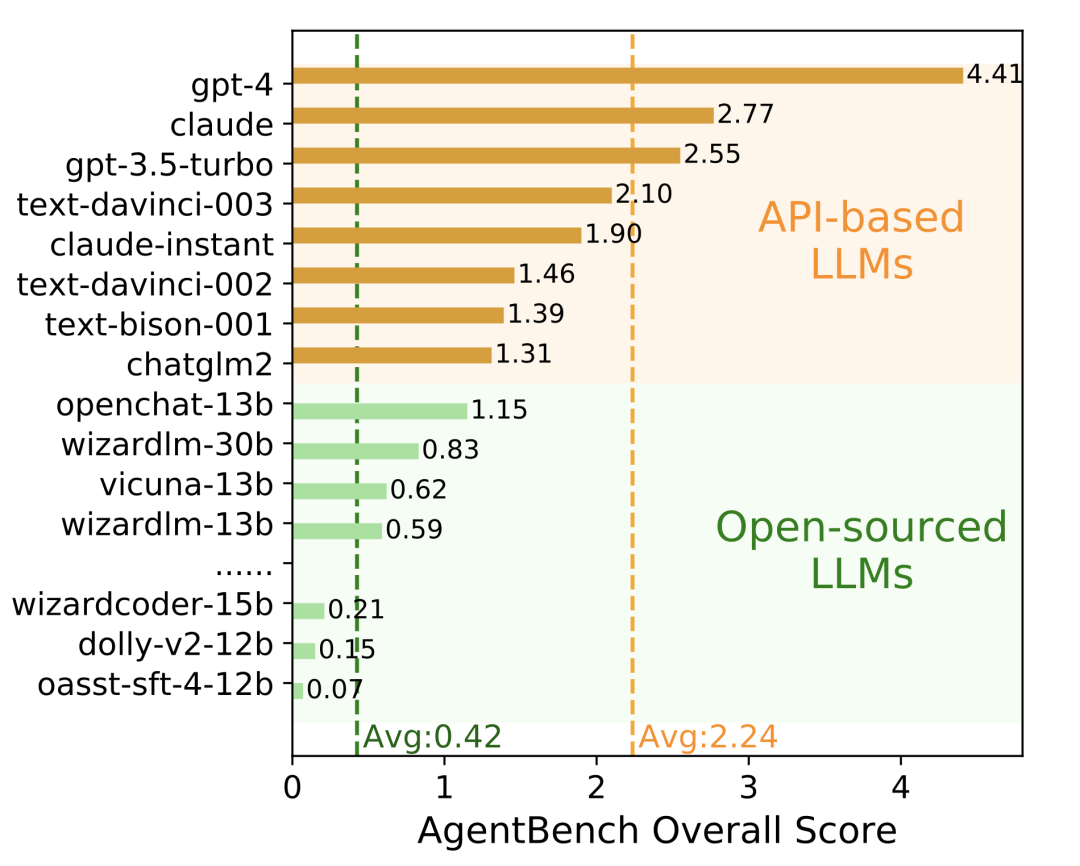 gpt-4 4.41
claude 2.77
gpt-3.5-turbo 2.55
text-davinci-003 2.10
claude-instant 1.90
text-davinci-002 1.46
text-bison-001 1.39
chatglm2 1.31
API-based
LLMs
openchat-13b 1.15
wizardlm-30b 0.83
vicuna-13b 0.62
wizardlm-13b 0.59
......
wizardcoder-15b 0.21
dolly-v2-12b 0.15
oasst-sft-4-12b 0.07
Open-sourced
LLMs
Avg:0.42 Avg:2.24
0 1 2 3 4
AgentBench Overall Score